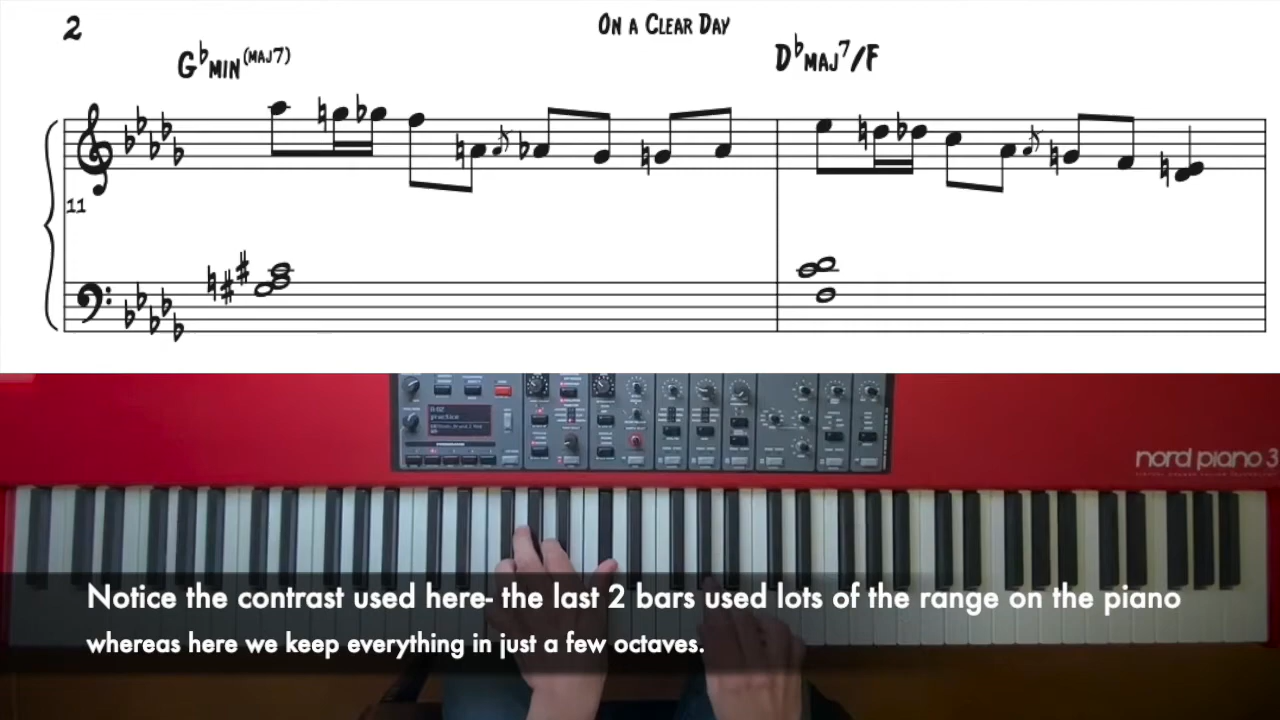 2
On a Clear Day
G♭min(maj7)
D♭maj7/F
11
practice
nord piano 3
Notice the contrast used here- the last 2 bars used lots of the range on the piano
whereas here we keep everything in just a few octaves.